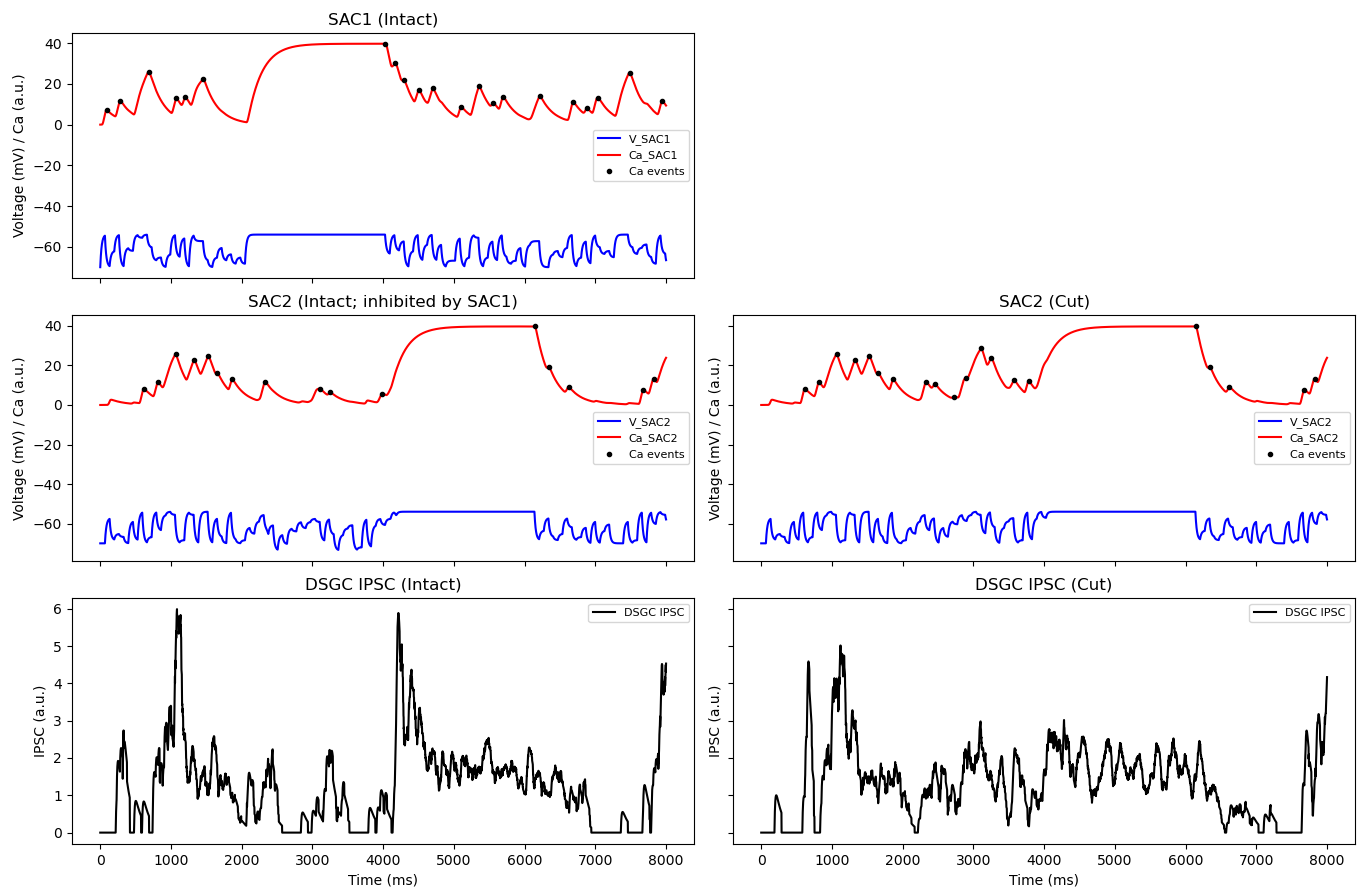 SAC1 (Intact)
Voltage (mV) / Ca (a.u.)
40
20
0
−20
−40
−60
V_SAC1
Ca_SAC1
Ca events
SAC2 (Intact; inhibited by SAC1)
Voltage (mV) / Ca (a.u.)
40
20
0
−20
−40
−60
V_SAC2
Ca_SAC2
Ca events
SAC2 (Cut)
Voltage (mV) / Ca (a.u.)
V_SAC2
Ca_SAC2
Ca events
DSGC IPSC (Intact)
IPSC (a.u.)
6
5
4
3
2
1
0
DSGC IPSC
0 1000 2000 3000 4000 5000 6000 7000 8000
Time (ms)
DSGC IPSC (Cut)
IPSC (a.u.)
DSGC IPSC
0 1000 2000 3000 4000 5000 6000 7000 8000
Time (ms)